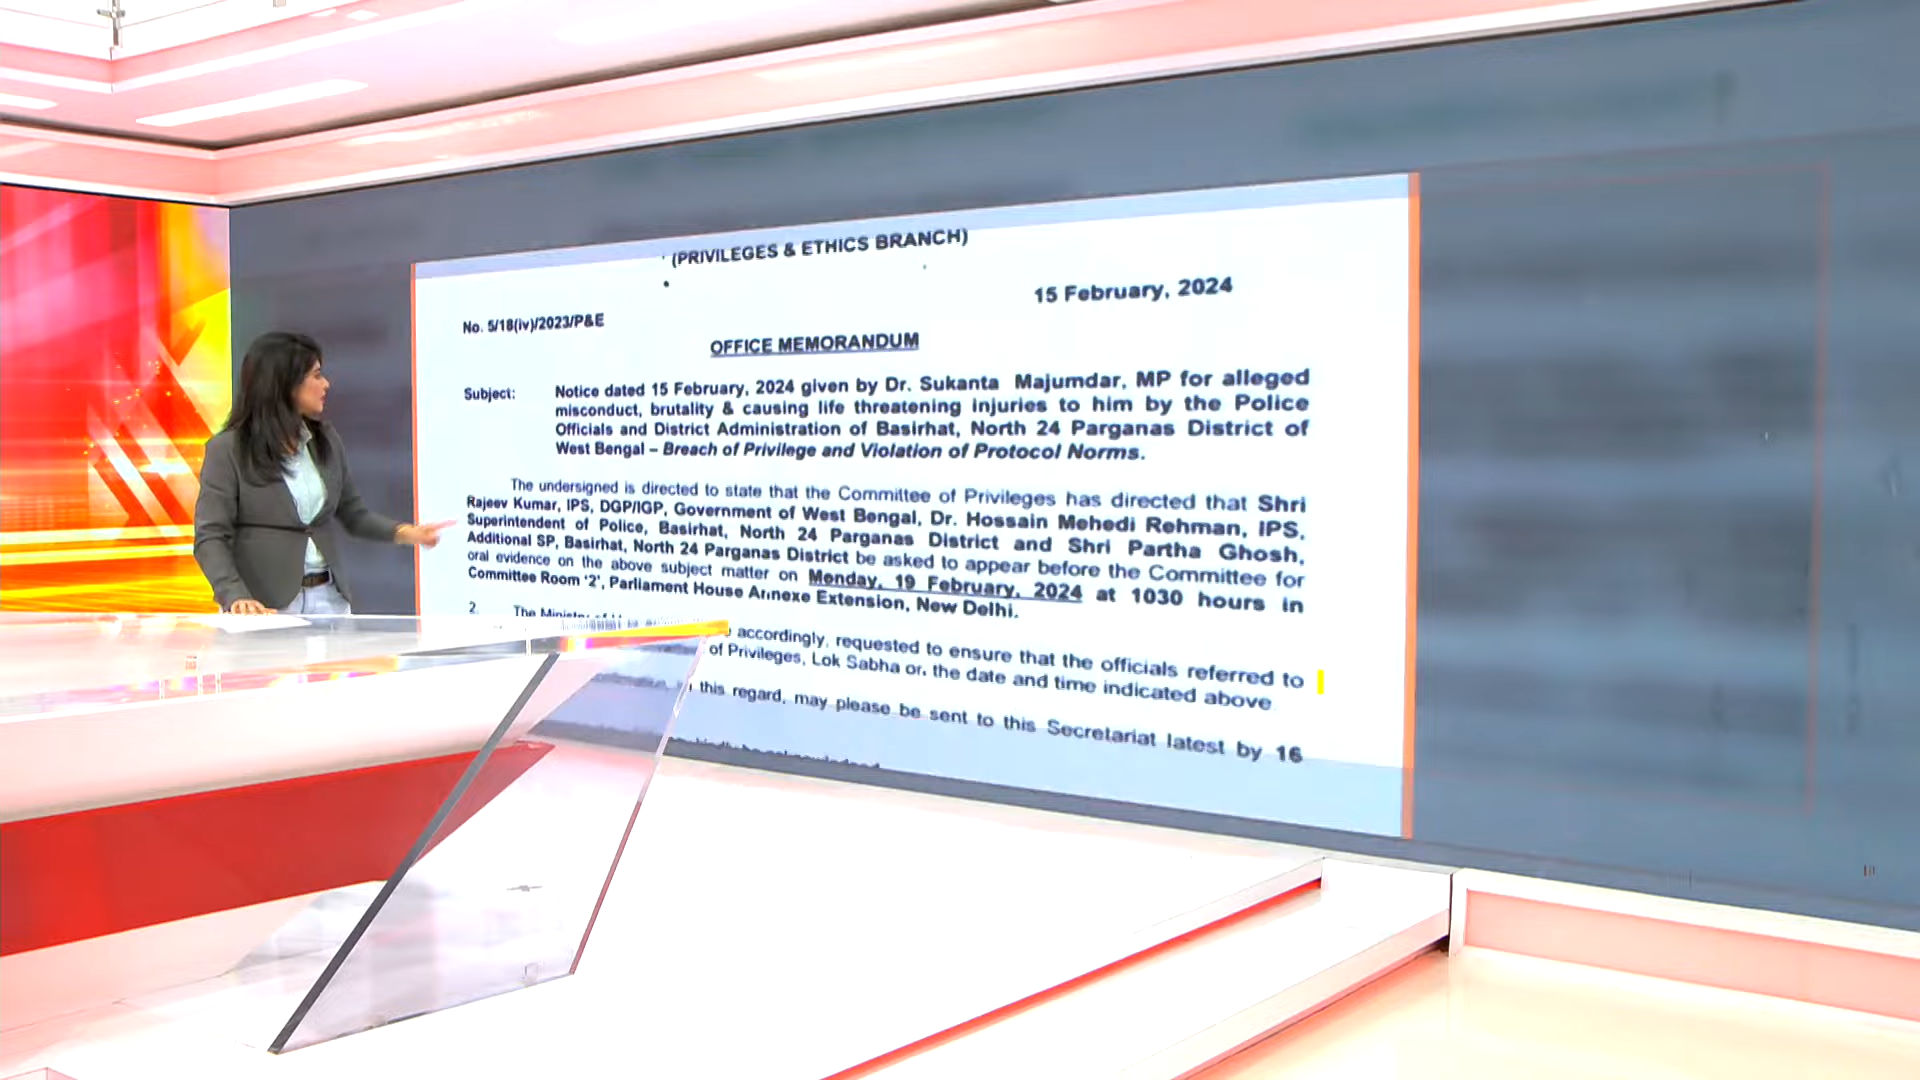 (PRIVILEGES & ETHICS BRANCH)
15 February, 2024
No. 5/18(iv)/2023/P&E
OFFICE MEMORANDUM
Subject: Notice dated 15 February, 2024 given by Dr. Sukanta Majumdar, MP for alleged
misconduct, brutality & causing life threatening injuries to him by the Police
Officials and District Administration of Basirhat, North 24 Parganas District of
West Bengal – Breach of Privilege and Violation of Protocol Norms.
The undersigned is directed to state that the Committee of Privileges has directed that Shri
Rajeev Kumar, IPS, DGP/IGP, Government of West Bengal, Dr. Hossain Mehedi Rehman, IPS,
Superintendent of Police, Basirhat, North 24 Parganas District and Shri Partha Ghosh,
Additional SP, Basirhat, North 24 Parganas District be asked to appear before the Committee for
oral evidence on the above subject matter on Monday, 19 February, 2024 at 1030 hours in
Committee Room '2', Parliament House Annexe Extension, New Delhi.
2. The
accordingly, requested to ensure that the officials referred to
of Privileges, Lok Sabha on the date and time indicated above
this regard, may please be sent to this Secretariat latest by 16